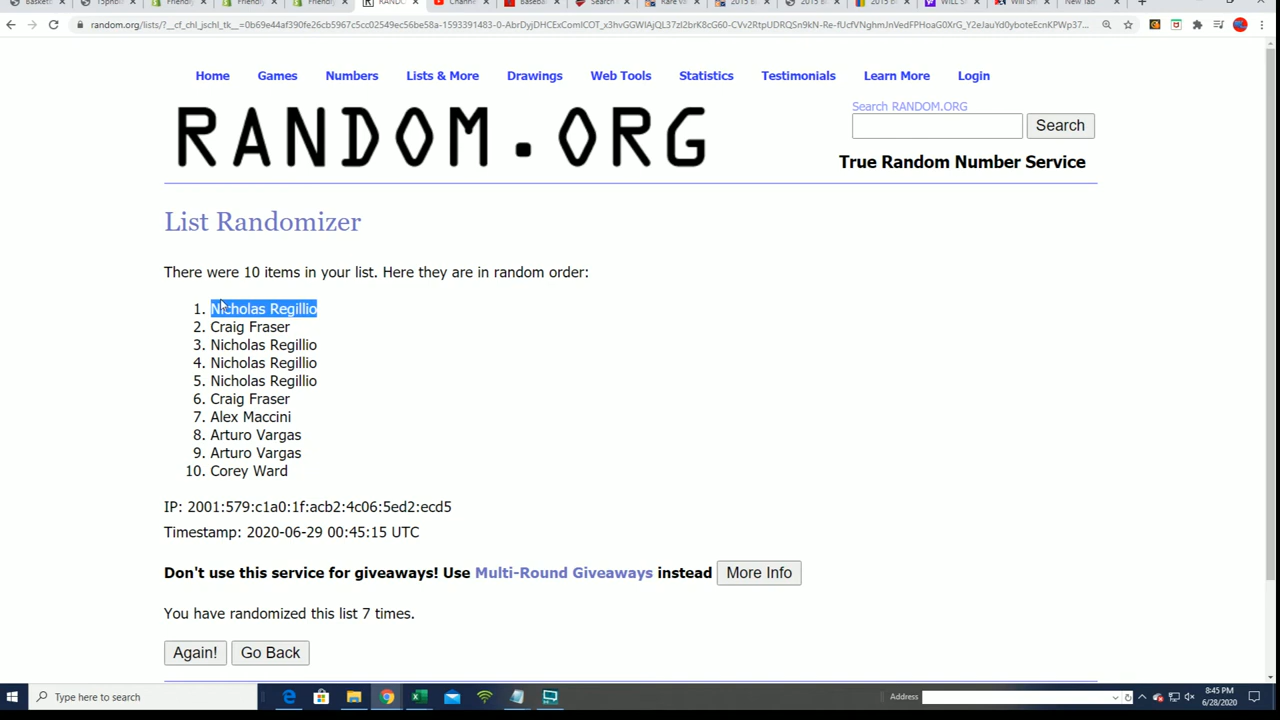 random.org/lists/?__cf_chl_jschl_tk__=0b69e44af390fe26cb5967c5cc02549ec56be58a-1593391483-0-
Home Games Numbers Lists & More Drawings Web Tools Statistics Testimonials Learn More Login
RANDOM.ORG
Search RANDOM.ORG
Search
True Random Number Service
List Randomizer
There were 10 items in your list. Here they are in random order:
1. Nicholas Regillio
2. Craig Fraser
3. Nicholas Regillio
4. Nicholas Regillio
5. Nicholas Regillio
6. Craig Fraser
7. Alex Maccini
8. Arturo Vargas
9. Arturo Vargas
10. Corey Ward
IP: 2001:579:c1a0:1f:acb2:4c06:5ed2:ecd5
Timestamp: 2020-06-29 00:45:15 UTC
Don't use this service for giveaways! Use Multi-Round Giveaways instead More Info
You have randomized this list 7 times.
Again! Go Back
Type here to search
Address
8:45 PM
6/28/2020